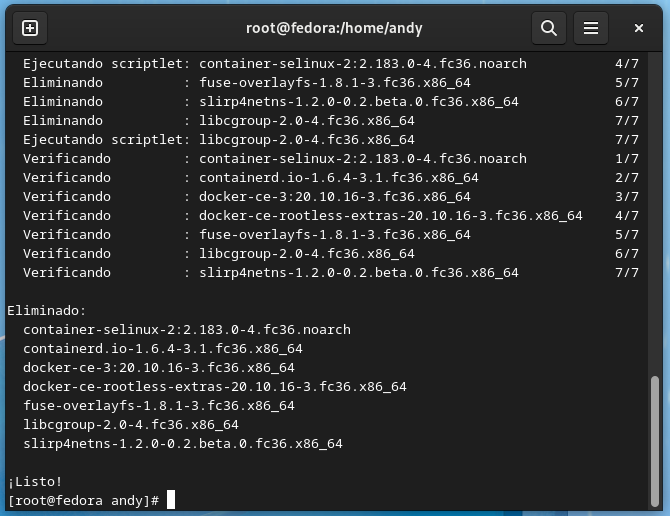 root@fedora:/home/andy
Ejecutando scriptlet: container-selinux-2:2.183.0-4.fc36.noarch 4/7
Eliminando : fuse-overlayfs-1.8.1-3.fc36.x86_64 5/7
Eliminando : slirp4netns-1.2.0-0.2.beta.0.fc36.x86_64 6/7
Eliminando : libcgroup-2.0-4.fc36.x86_64 7/7
Ejecutando scriptlet: libcgroup-2.0-4.fc36.x86_64 7/7
Verificando : container-selinux-2:2.183.0-4.fc36.noarch 1/7
Verificando : containerd.io-1.6.4-3.1.fc36.x86_64 2/7
Verificando : docker-ce-3:20.10.16-3.fc36.x86_64 3/7
Verificando : docker-ce-rootless-extras-20.10.16-3.fc36.x86_64 4/7
Verificando : fuse-overlayfs-1.8.1-3.fc36.x86_64 5/7
Verificando : libcgroup-2.0-4.fc36.x86_64 6/7
Verificando : slirp4netns-1.2.0-0.2.beta.0.fc36.x86_64 7/7
Eliminado:
container-selinux-2:2.183.0-4.fc36.noarch
containerd.io-1.6.4-3.1.fc36.x86_64
docker-ce-3:20.10.16-3.fc36.x86_64
docker-ce-rootless-extras-20.10.16-3.fc36.x86_64
fuse-overlayfs-1.8.1-3.fc36.x86_64
libcgroup-2.0-4.fc36.x86_64
slirp4netns-1.2.0-0.2.beta.0.fc36.x86_64
¡Listo!
[root@fedora andy]#